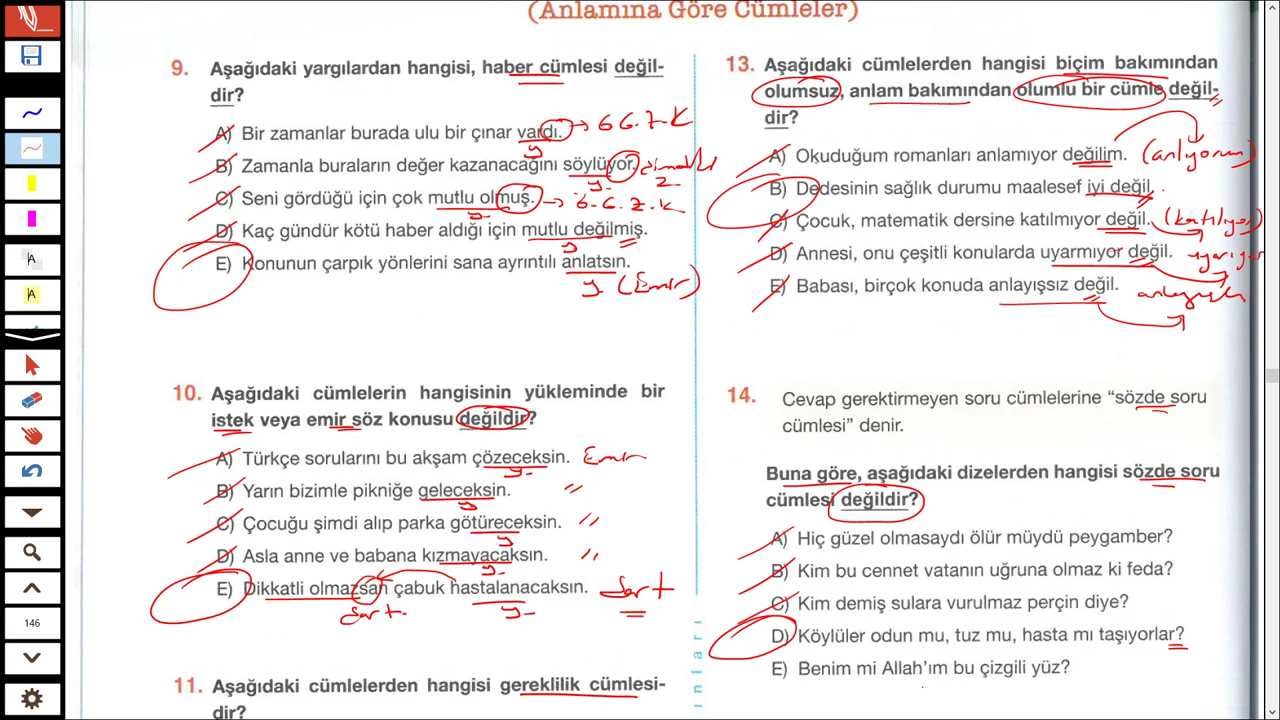 (Anlamına Göre Cümleler)
9. Aşağıdaki yargılardan hangisi, haber cümlesi değil-
dir?
A) Bir zamanlar burada ulu bir çınar vardı. → G G. Z. K
y
B) Zamanla buraların değer kazanacağını söylüyor.
y. Z
C) Seni gördüğü için çok mutlu olmuş. → G. G. Z. K
y
D) Kaç gündür kötü haber aldığı için mutlu değilmiş.
y
E) Konunun çarpık yönlerini sana ayrıntılı anlatsın.
y. (Emir)
10. Aşağıdaki cümlelerin hangisinin yükleminde bir
istek veya emir söz konusu değildir?
A) Türkçe sorularını bu akşam çözeceksin. Emir
y
B) Yarın bizimle pikniğe geleceksin. "
y
C) Çocuğu şimdi alıp parka götüreceksin. "
y
D) Asla anne ve babana kızmayacaksın. "
y
E) Dikkatli olmazsan çabuk hastalanacaksın. Şart
Şart. y
11. Aşağıdaki cümlelerden hangisi gereklilik cümlesi-
dir?
13. Aşağıdaki cümlelerden hangisi biçim bakımından
olumsuz, anlam bakımından olumlu bir cümle değil-
dir?
A) Okuduğum romanları anlamıyor değilim. (anlıyorum)
B) Dedesinin sağlık durumu maalesef iyi değil.
C) Çocuk, matematik dersine katılmıyor değil. (katılıyor)
D) Annesi, onu çeşitli konularda uyarmıyor değil. uyarıyor
E) Babası, birçok konuda anlayışsız değil. anlayışlı
14. Cevap gerektirmeyen soru cümlelerine "sözde soru
cümlesi" denir.
Buna göre, aşağıdaki dizelerden hangisi sözde soru
cümlesi değildir?
A) Hiç güzel olmasaydı ölür müydü peygamber?
B) Kim bu cennet vatanın uğruna olmaz ki feda?
C) Kim demiş sulara vurulmaz perçin diye?
D) Köylüler odun mu, tuz mu, hasta mı taşıyorlar?
E) Benim mi Allah'ım bu çizgili yüz?
ınları
A
A
146